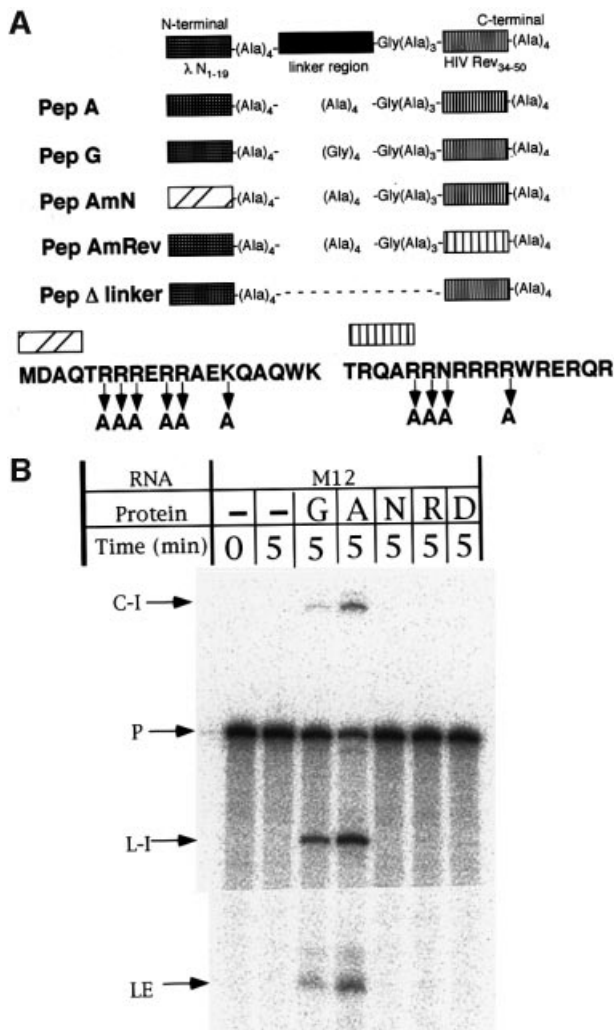 A
N-terminal C-terminal
-(Ala)4- -Gly(Ala)3- -(Ala)4
λ N1-19 linker region HIV Rev34-50
Pep A -(Ala)4- (Ala)4 -Gly(Ala)3- -(Ala)4
Pep G -(Ala)4- (Gly)4 -Gly(Ala)3- -(Ala)4
Pep AmN -(Ala)4- (Ala)4 -Gly(Ala)3- -(Ala)4
Pep AmRev -(Ala)4- (Ala)4 -Gly(Ala)3- -(Ala)4
Pep Δ linker -(Ala)4- -(Ala)4
MDAQTRRRERRAEKQAQWK TRQARRNRRRRWRERQR
AAA AA A AAA A
B
RNA M12
Protein – – G A N R D
Time (min) 0 5 5 5 5 5 5
C-I
P
L-I
LE